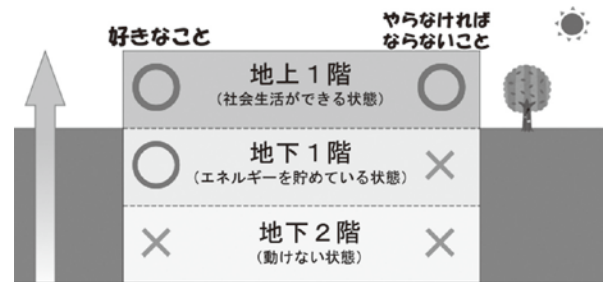 好きなこと
やらなければ
ならないこと
○ 地上1階 ○
(社会生活ができる状態)
○ 地下1階 ×
(エネルギーを貯めている状態)
× 地下2階 ×
(動けない状態)